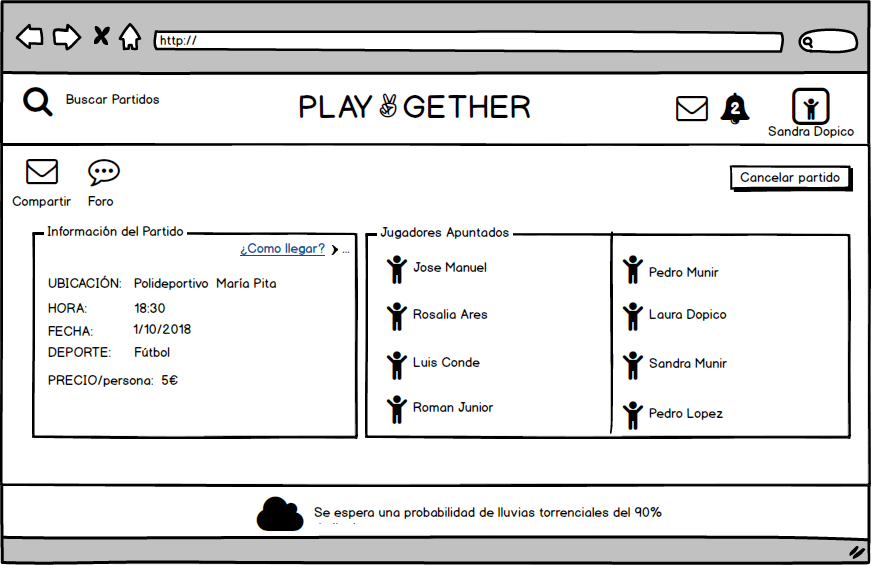 http://
Buscar Partidos
PLAY✌GETHER
2
Sandra Dopico
Compartir
Foro
Cancelar partido
Información del Partido
¿Como llegar? › ...
UBICACIÓN: Polideportivo María Pita
HORA: 18:30
FECHA: 1/10/2018
DEPORTE: Fútbol
PRECIO/persona: 5€
Jugadores Apuntados
Jose Manuel
Rosalia Ares
Luis Conde
Roman Junior
Pedro Munir
Laura Dopico
Sandra Munir
Pedro Lopez
Se espera una probabilidad de lluvias torrenciales del 90%